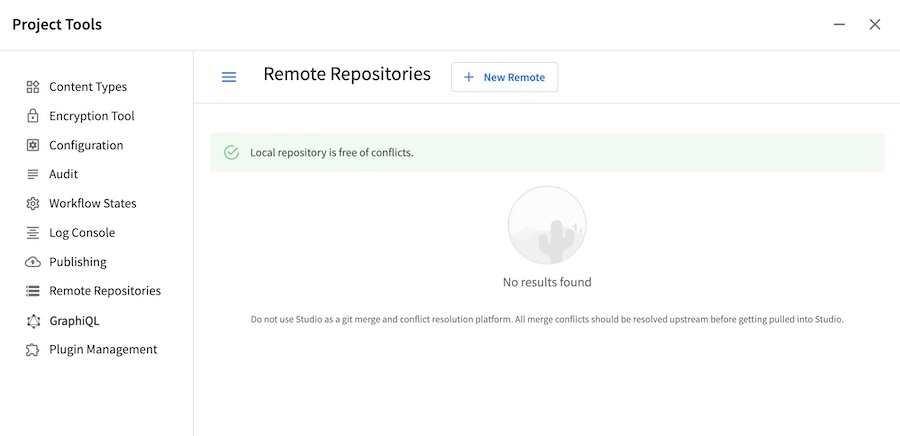 Project Tools
Content Types
Encryption Tool
Configuration
Audit
Workflow States
Log Console
Publishing
Remote Repositories
GraphiQL
Plugin Management
Remote Repositories
New Remote
Local repository is free of conflicts.
No results found
Do not use Studio as a git merge and conflict resolution platform. All merge conflicts should be resolved upstream before getting pulled into Studio.